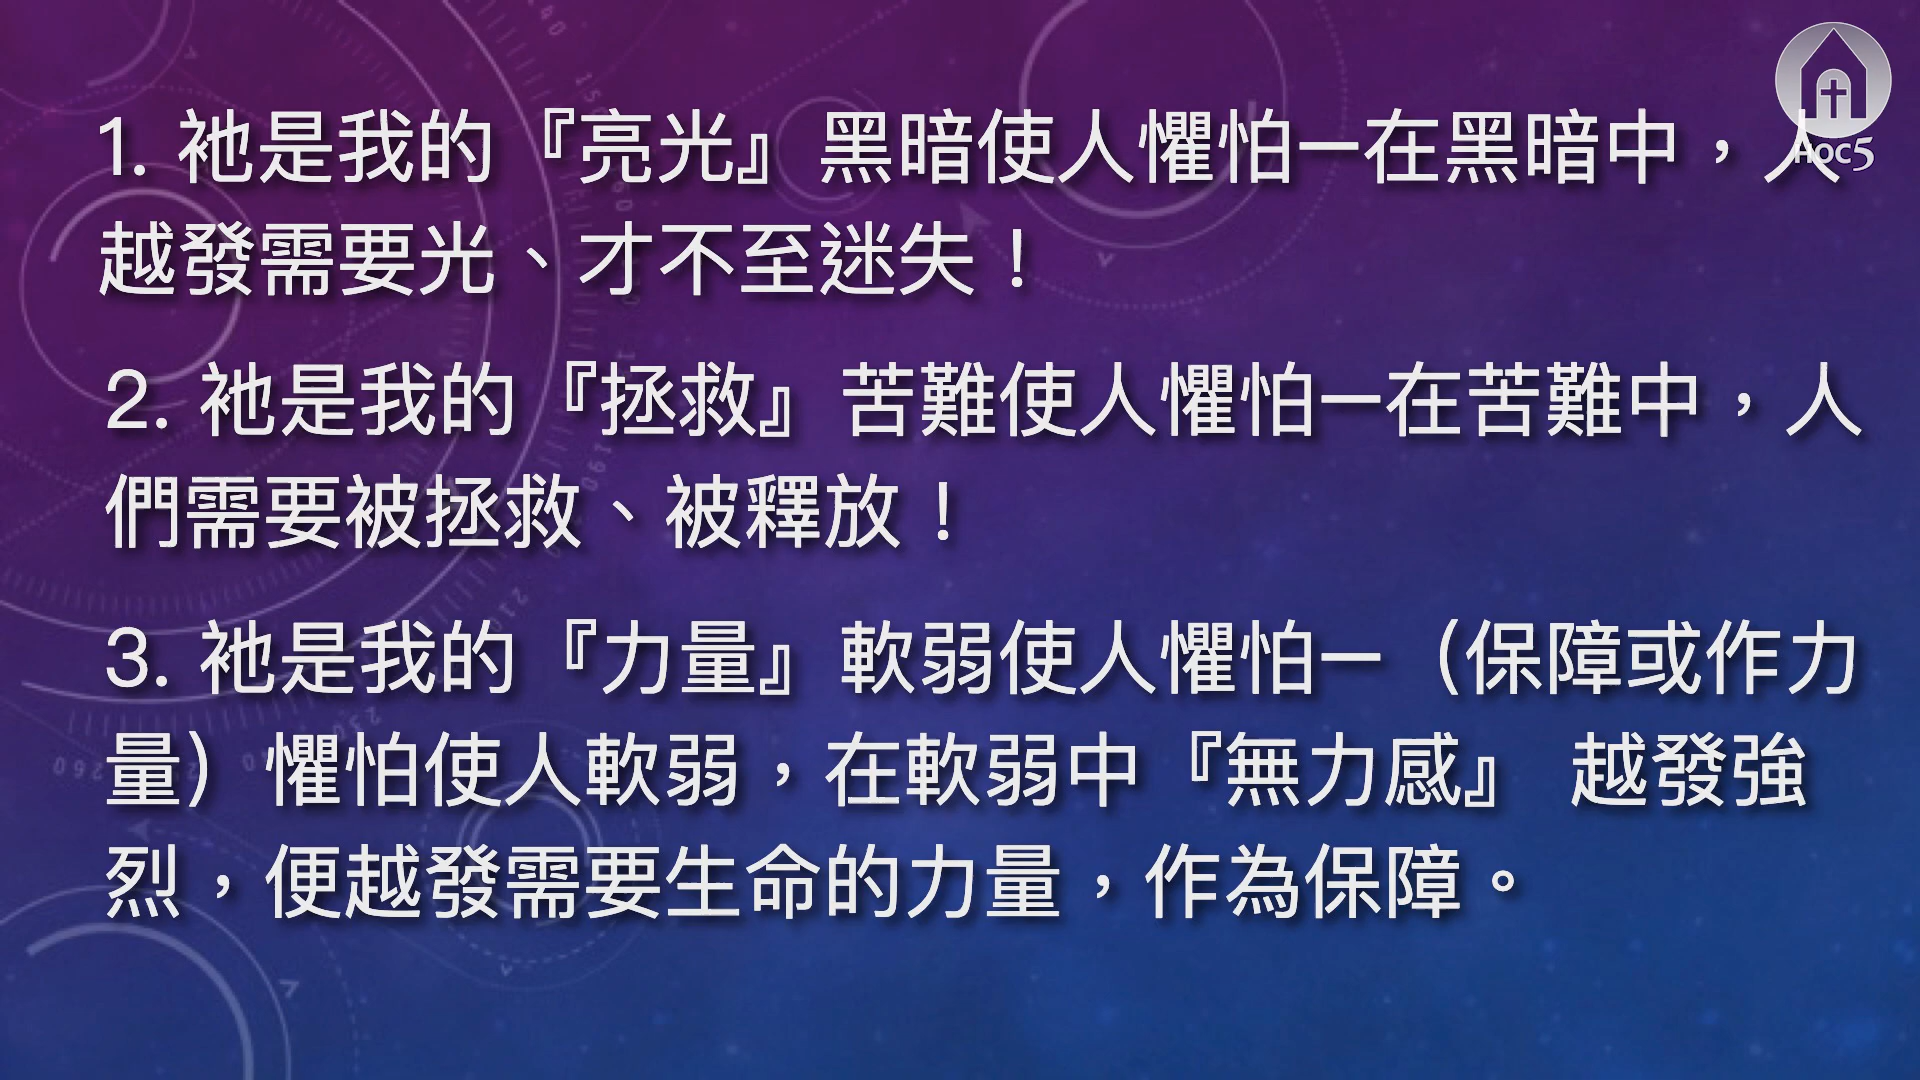 1. 祂是我的『亮光』黑暗使人懼怕—在黑暗中，人
越發需要光、才不至迷失！
2. 祂是我的『拯救』苦難使人懼怕—在苦難中，人
們需要被拯救、被釋放！
3. 祂是我的『力量』軟弱使人懼怕—（保障或作力
量）懼怕使人軟弱，在軟弱中『無力感』 越發強
烈，便越發需要生命的力量，作為保障。
HOC5